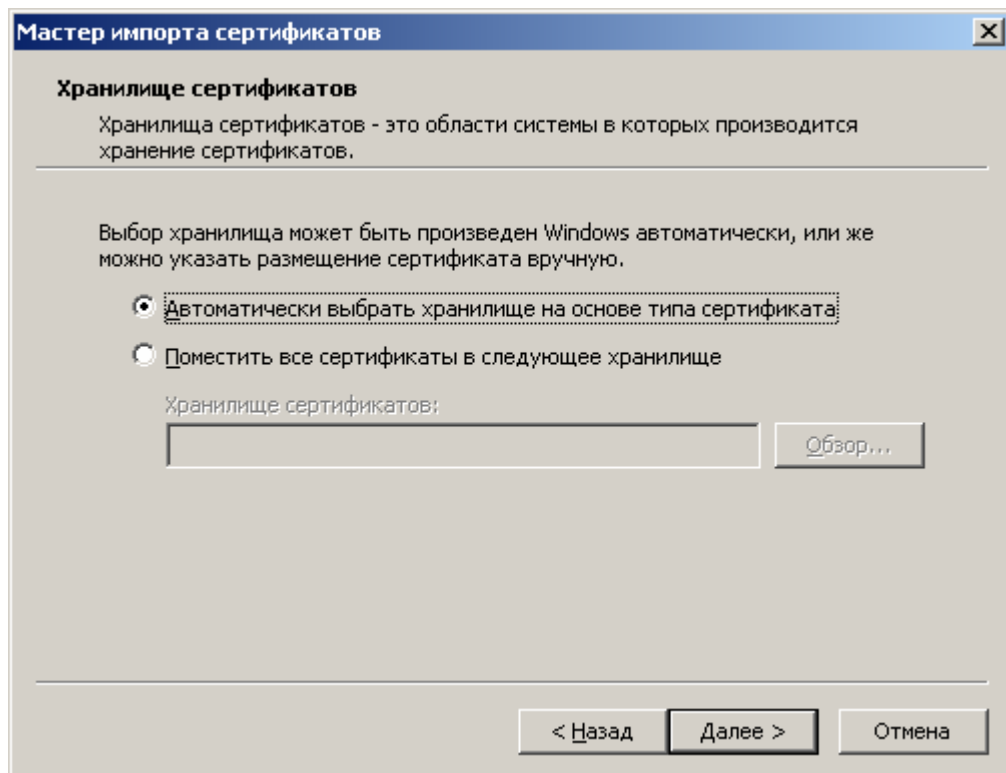 Мастер импорта сертификатов
Хранилище сертификатов
Хранилища сертификатов - это области системы в которых производится
хранение сертификатов.
Выбор хранилища может быть произведен Windows автоматически, или же
можно указать размещение сертификата вручную.
Автоматически выбрать хранилище на основе типа сертификата
Поместить все сертификаты в следующее хранилище
Хранилище сертификатов:
Обзор...
< Назад Далее > Отмена